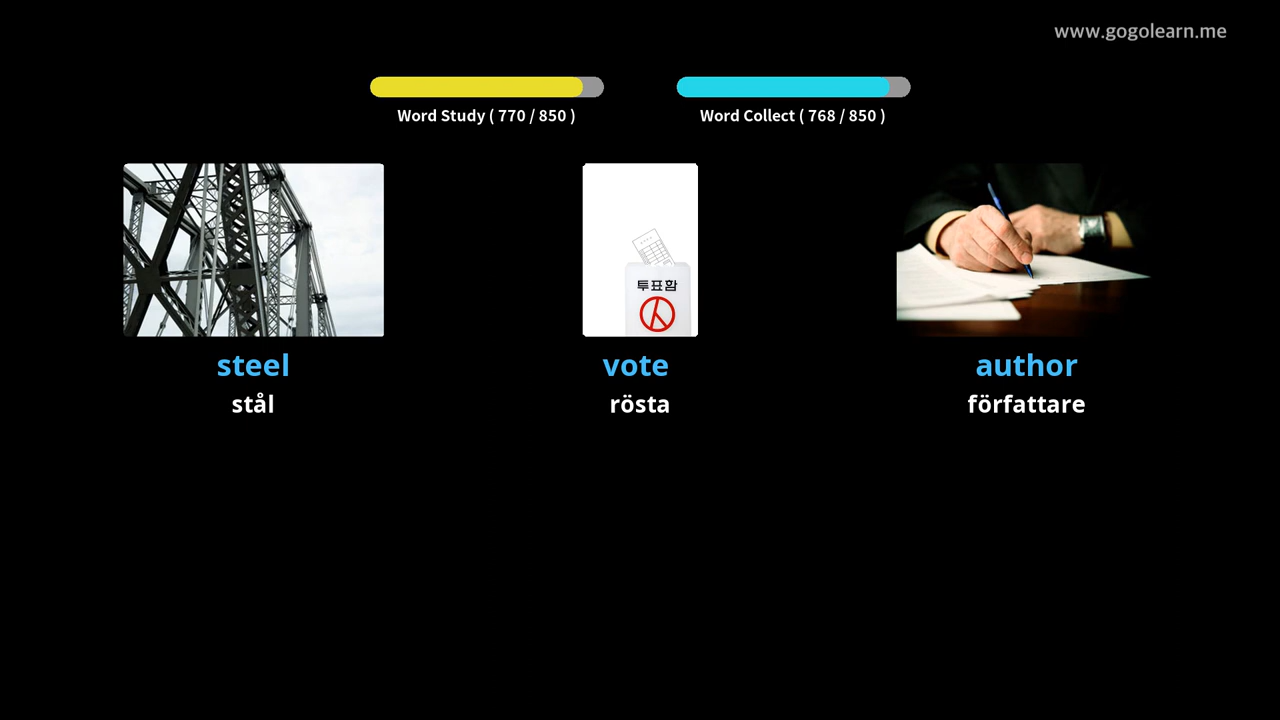 www.gogolearn.me
Word Study ( 770 / 850 )
Word Collect ( 768 / 850 )
투표함
steel
vote
author
stål
rösta
författare